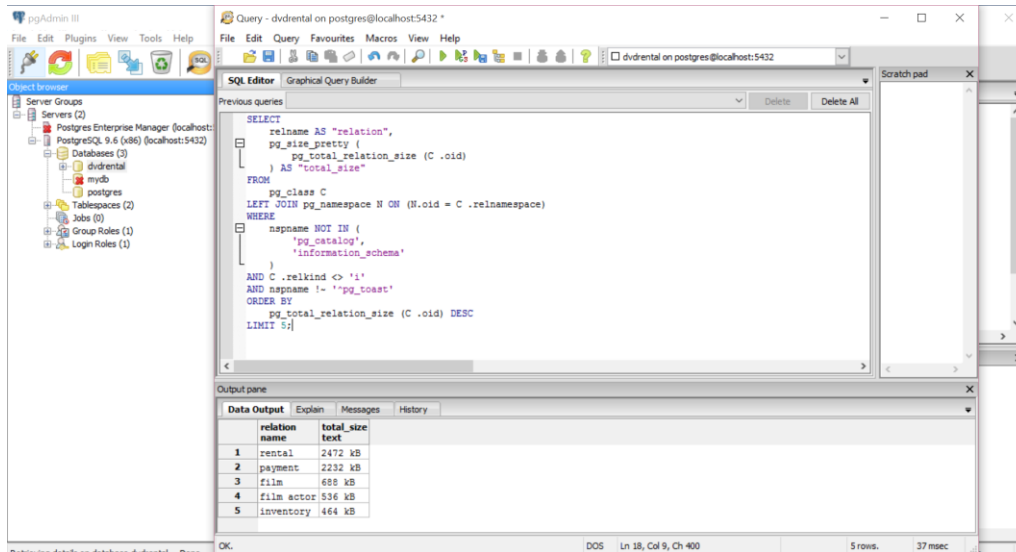 pgAdmin III
File Edit Plugins View Tools Help
SQL
Object browser
Server Groups
Servers (2)
Postgres Enterprise Manager (localhost:
PostgreSQL 9.6 (x86) (localhost:5432)
Databases (3)
dvdrental
mydb
postgres
Tablespaces (2)
Jobs (0)
Group Roles (1)
Login Roles (1)
Query - dvdrental on postgres@localhost:5432 *
File Edit Query Favourites Macros View Help
dvdrental on postgres@localhost:5432
SQL Editor Graphical Query Builder
Previous queries Delete Delete All
SELECT
relname AS "relation",
pg_size_pretty (
pg_total_relation_size (C .oid)
) AS "total_size"
FROM
pg_class C
LEFT JOIN pg_namespace N ON (N.oid = C .relnamespace)
WHERE
nspname NOT IN (
'pg_catalog',
'information_schema'
)
AND C .relkind <> 'i'
AND nspname !~ '^pg_toast'
ORDER BY
pg_total_relation_size (C .oid) DESC
LIMIT 5;
Scratch pad
Output pane
Data Output Explain Messages History
relation name total_size text
1 rental 2472 kB
2 payment 2232 kB
3 film 688 kB
4 film actor 536 kB
5 inventory 464 kB
OK. DOS Ln 18, Col 9, Ch 400 5 rows. 37 msec